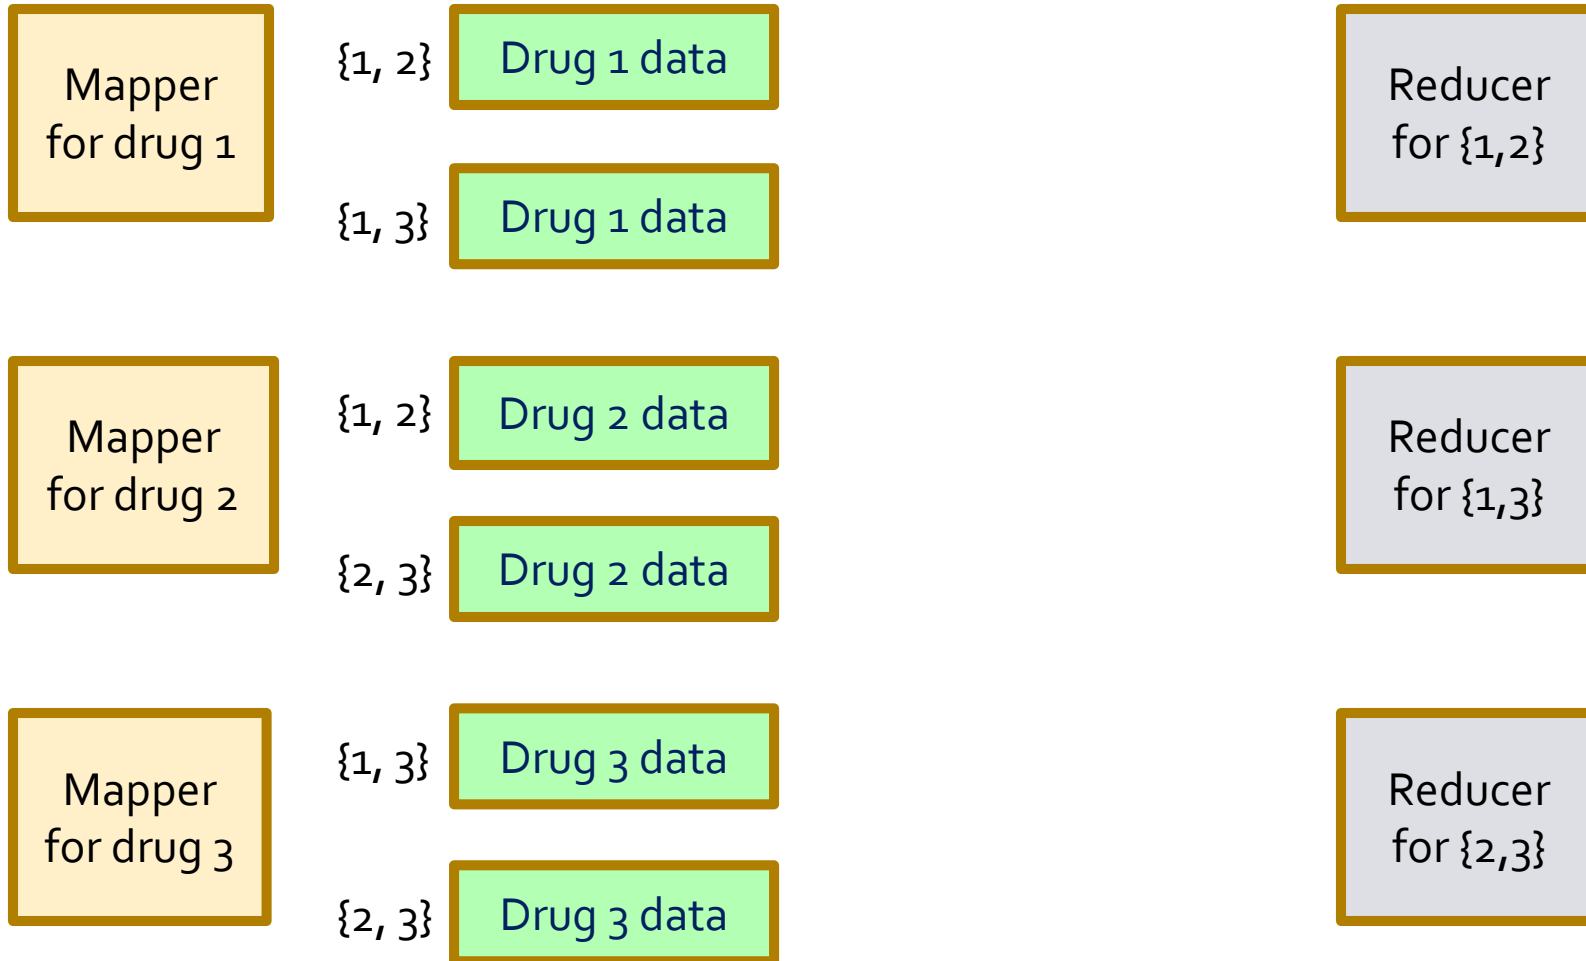 Mapper
for drug 1
{1, 2}
Drug 1 data
{1, 3}
Drug 1 data
Reducer
for {1,2}
Mapper
for drug 2
{1, 2}
Drug 2 data
{2, 3}
Drug 2 data
Reducer
for {1,3}
Mapper
for drug 3
{1, 3}
Drug 3 data
{2, 3}
Drug 3 data
Reducer
for {2,3}